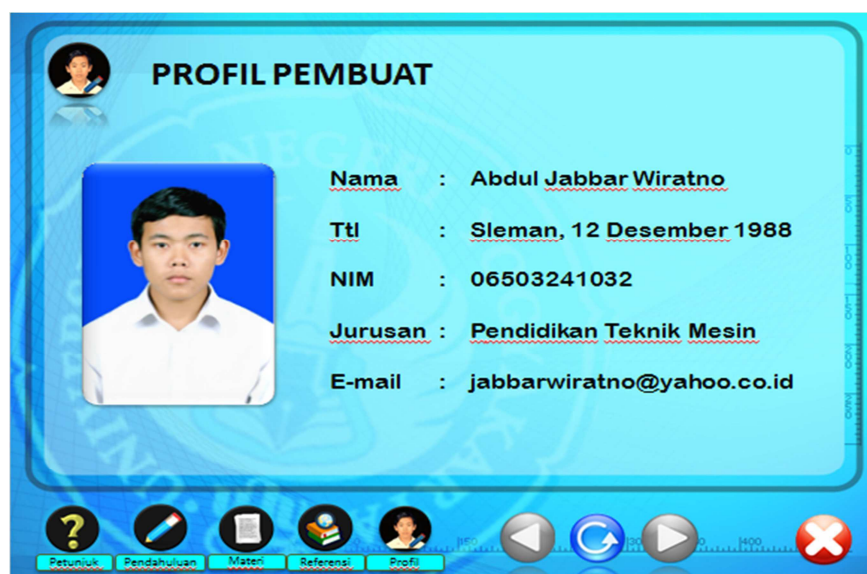 PROFIL PEMBUAT
Nama : Abdul Jabbar Wiratno
Ttl : Sleman, 12 Desember 1988
NIM : 06503241032
Jurusan : Pendidikan Teknik Mesin
E-mail : jabbarwiratno@yahoo.co.id
Petunjuk Pendahuluan Materi Referensi Profil